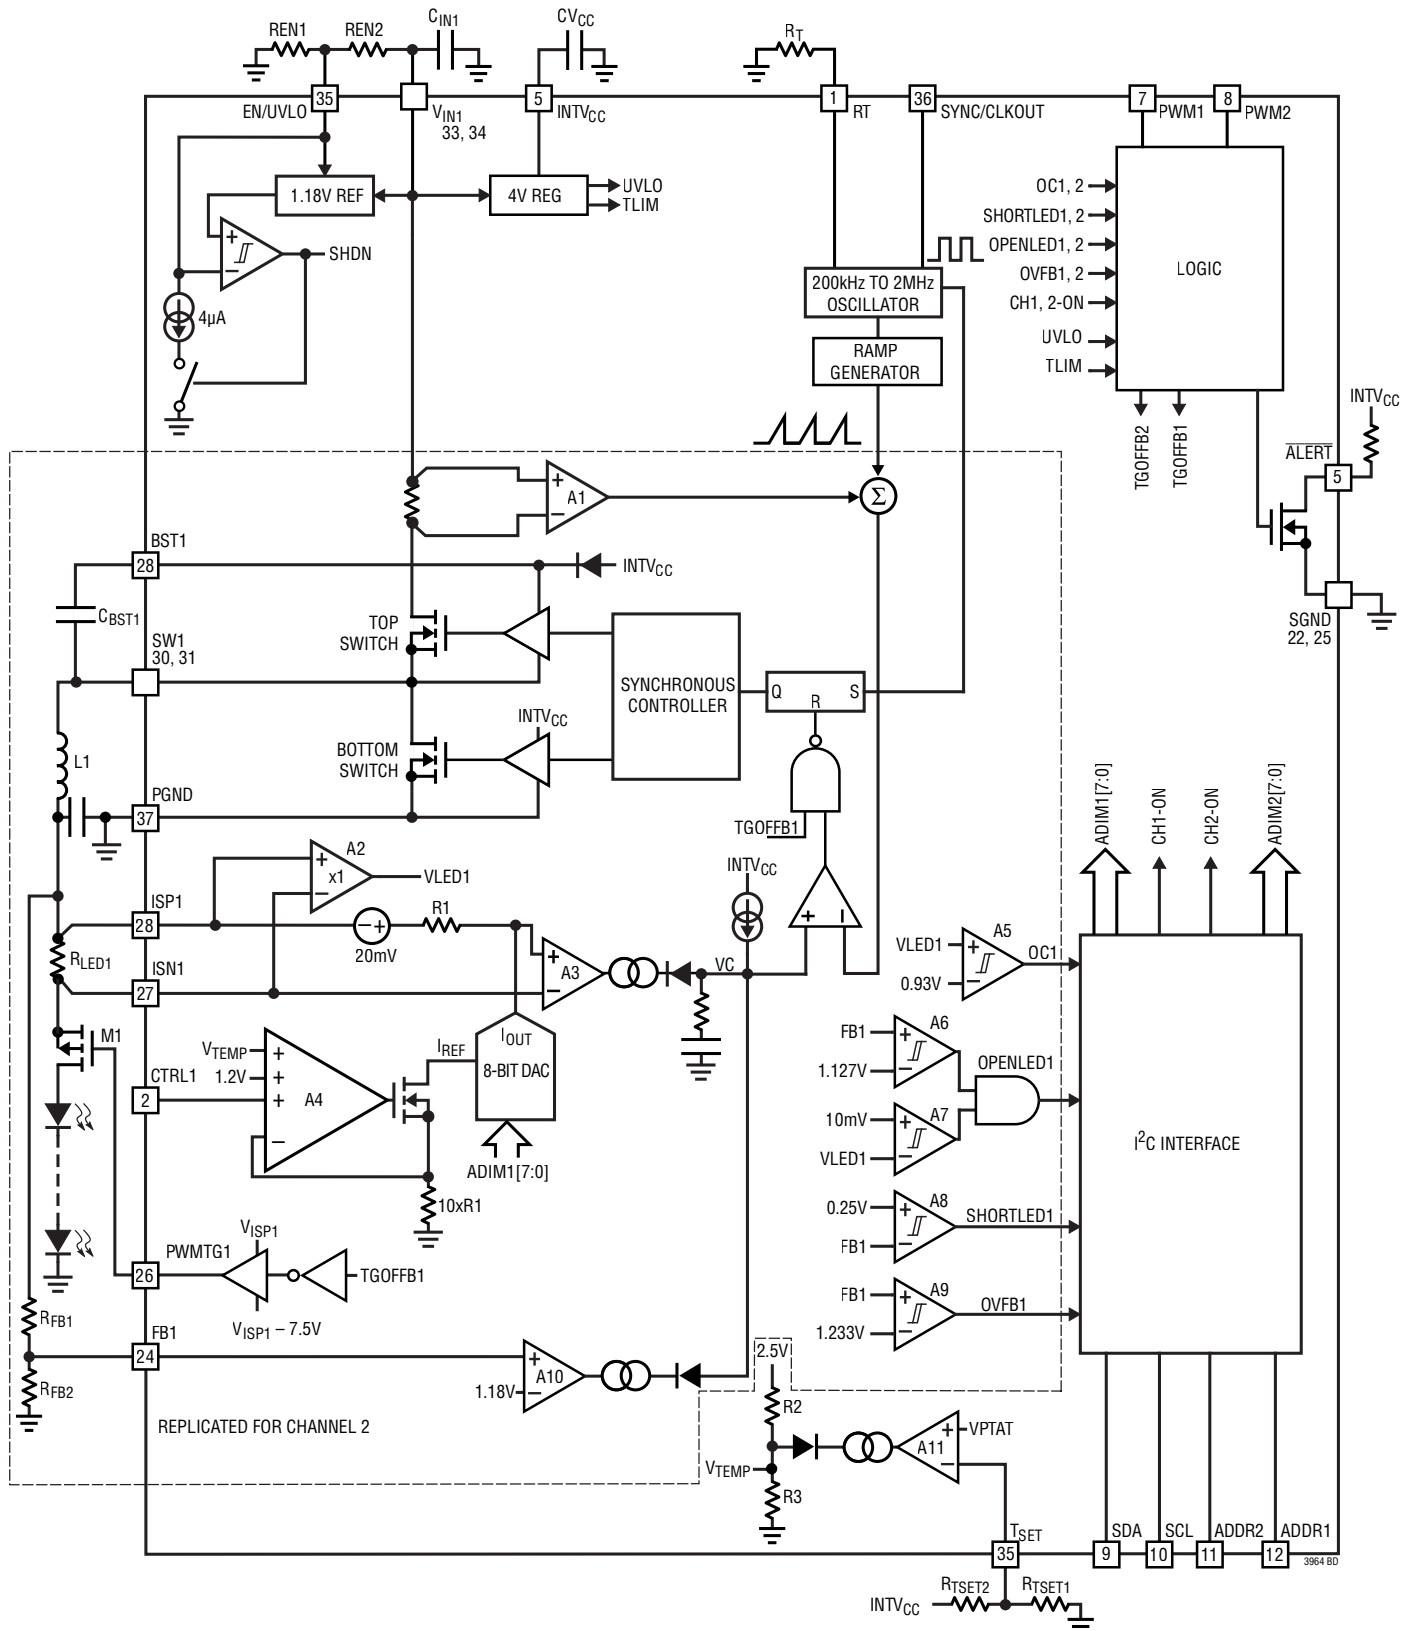 REN1
REN2
CIN1
CVCC
RT
35
5
1
36
7
8
EN/UVLO
VIN1
33, 34
INTVCC
RT
SYNC/CLKOUT
PWM1
PWM2
1.18V REF
4V REG
UVLO
TLIM
+
–
SHDN
4µA
200kHz TO 2MHz
OSCILLATOR
RAMP
GENERATOR
OC1, 2
SHORTLED1, 2
OPENLED1, 2
OVFB1, 2
CH1, 2-ON
UVLO
TLIM
LOGIC
TGOFFB2
TGOFFB1
INTVCC
ALERT
5
SGND
22, 25
+
–
A1
Σ
BST1
28
INTVCC
CBST1
SW1
30, 31
TOP
SWITCH
SYNCHRONOUS
CONTROLLER
Q
R
S
INTVCC
BOTTOM
SWITCH
L1
PGND
37
TGOFFB1
INTVCC
+
–
A2
+
x1
–
VLED1
ISP1
28
– +
20mV
R1
RLED1
ISN1
27
+
–
A3
VC
M1
VTEMP
1.2V
CTRL1
2
+
+
+
–
A4
IREF
IOUT
8-BIT DAC
ADIM1[7:0]
10xR1
PWMTG1
26
VISP1
VISP1 – 7.5V
TGOFFB1
RFB1
FB1
24
RFB2
+
–
A10
1.18V
REPLICATED FOR CHANNEL 2
VLED1
0.93V
+
–
A5
OC1
FB1
1.127V
+
–
A6
OPENLED1
10mV
VLED1
+
–
A7
0.25V
FB1
+
–
A8
SHORTLED1
FB1
1.233V
+
–
A9
OVFB1
ADIM1[7:0]
CH1-ON
CH2-ON
ADIM2[7:0]
I2C INTERFACE
2.5V
R2
VTEMP
R3
A11
+
–
VPTAT
TSET
35
SDA
9
SCL
10
ADDR2
11
ADDR1
12
3964 BD
INTVCC
RTSET2
RTSET1